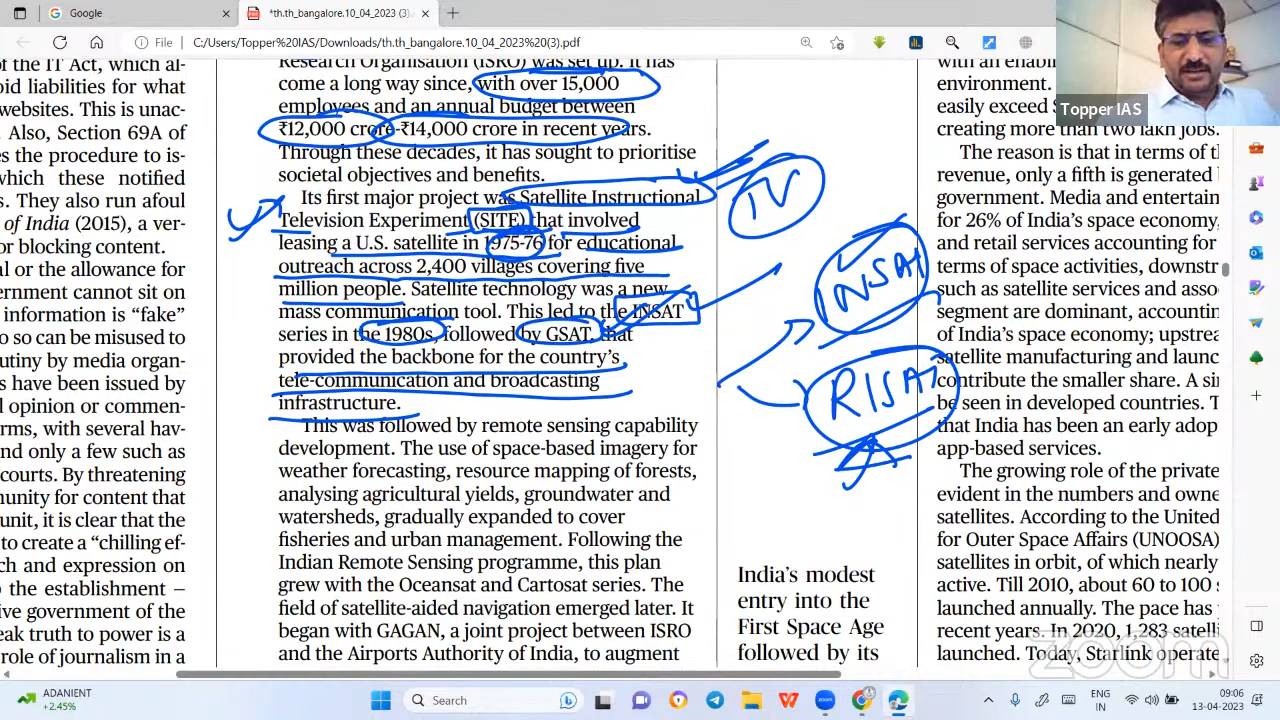 Google
*th.th_bangalore.10_04_2023 (3).pdf
File
C:/Users/Topper%20IAS/Downloads/th.th_bangalore.10_04_2023%20(3).pdf
Topper IAS
of the IT Act, which al-
oid liabilities for what
websites. This is unac-
. Also, Section 69A of
es the procedure to is-
which these notified
s. They also run afoul
of India (2015), a ver-
or blocking content.
al or the allowance for
ernment cannot sit on
information is “fake”
o so can be misused to
utiny by media organ-
s have been issued by
l opinion or commen-
rms, with several hav-
nd only a few such as
courts. By threatening
munity for content that
unit, it is clear that the
to create a “chilling ef-
ch and expression on
o the establishment –
ive government of the
eak truth to power is a
role of journalism in a
Research Organisation (ISRO) was set up. It has
come a long way since, with over 15,000
employees and an annual budget between
₹12,000 crore-₹14,000 crore in recent years.
Through these decades, it has sought to prioritise
societal objectives and benefits.
Its first major project was Satellite Instructional
Television Experiment (SITE) that involved
leasing a U.S. satellite in 1975-76 for educational
outreach across 2,400 villages covering five
million people. Satellite technology was a new
mass communication tool. This led to the INSAT
series in the 1980s, followed by GSAT, that
provided the backbone for the country’s
tele-communication and broadcasting
infrastructure.
This was followed by remote sensing capability
development. The use of space-based imagery for
weather forecasting, resource mapping of forests,
analysing agricultural yields, groundwater and
watersheds, gradually expanded to cover
fisheries and urban management. Following the
Indian Remote Sensing programme, this plan
grew with the Oceansat and Cartosat series. The
field of satellite-aided navigation emerged later. It
began with GAGAN, a joint project between ISRO
and the Airports Authority of India, to augment
TV
INSAT
RISAT
India’s modest
entry into the
First Space Age
followed by its
with an enabl
environment.
easily exceed
creating more than two lakh jobs.
The reason is that in terms of t
revenue, only a fifth is generated
government. Media and entertain
for 26% of India’s space economy,
and retail services accounting for
terms of space activities, downstr
such as satellite services and asso
segment are dominant, accountin
of India’s space economy; upstrea
satellite manufacturing and launc
contribute the smaller share. A si
be seen in developed countries. T
that India has been an early adop
app-based services.
The growing role of the private
evident in the numbers and owne
satellites. According to the United
for Outer Space Affairs (UNOOSA)
satellites in orbit, of which nearly
active. Till 2010, about 60 to 100 s
launched annually. The pace has
recent years. In 2020, 1,283 satelli
launched. Today, Starlink operate
zoom
ADANIENT
+2.45%
Search
ENG
IN
09:06
13-04-2023